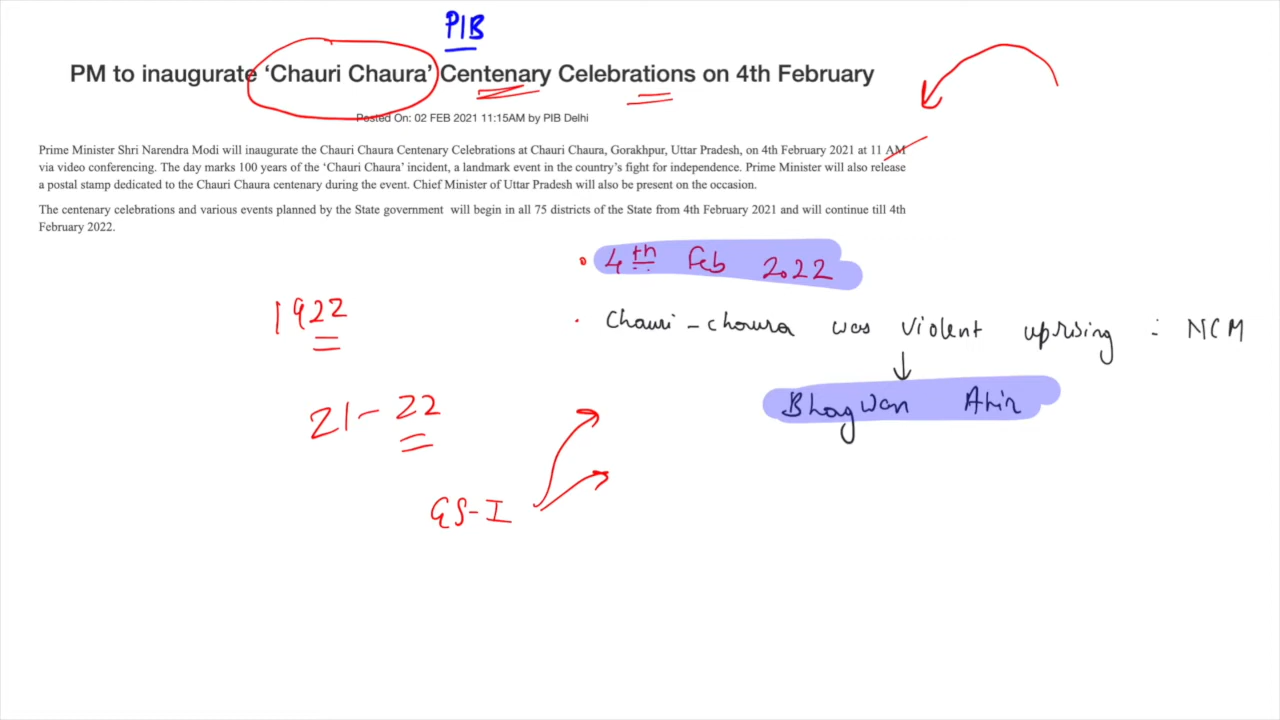 PIB
PM to inaugurate ‘Chauri Chaura’ Centenary Celebrations on 4th February
Posted On: 02 FEB 2021 11:15AM by PIB Delhi
Prime Minister Shri Narendra Modi will inaugurate the Chauri Chaura Centenary Celebrations at Chauri Chaura, Gorakhpur, Uttar Pradesh, on 4th February 2021 at 11 AM
via video conferencing. The day marks 100 years of the ‘Chauri Chaura’ incident, a landmark event in the country’s fight for independence. Prime Minister will also release
a postal stamp dedicated to the Chauri Chaura centenary during the event. Chief Minister of Uttar Pradesh will also be present on the occasion.
The centenary celebrations and various events planned by the State government will begin in all 75 districts of the State from 4th February 2021 and will continue till 4th
February 2022.
• 4th Feb 2022
1922
• Chauri-choura was violent uprising : NCM
21-22
Bhagwan Ahir
GS-I